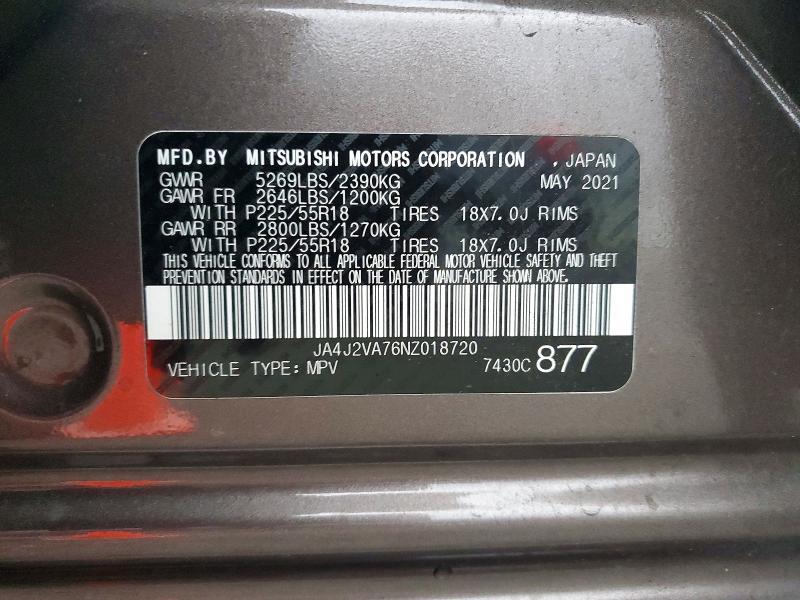 MFD.BY MITSUBISHI MOTORS CORPORATION , JAPAN
GVWR 5269LBS/2390KG MAY 2021
GAWR FR 2646LBS/1200KG
WITH P225/55R18 TIRES 18X7.0J RIMS
GAWR RR 2800LBS/1270KG
WITH P225/55R18 TIRES 18X7.0J RIMS
THIS VEHICLE CONFORMS TO ALL APPLICABLE FEDERAL MOTOR VEHICLE SAFETY AND THEFT
PREVENTION STANDARDS IN EFFECT ON THE DATE OF MANUFACTURE SHOWN ABOVE.
JA4J2VA76NZ018720
VEHICLE TYPE: MPV 7430C 877